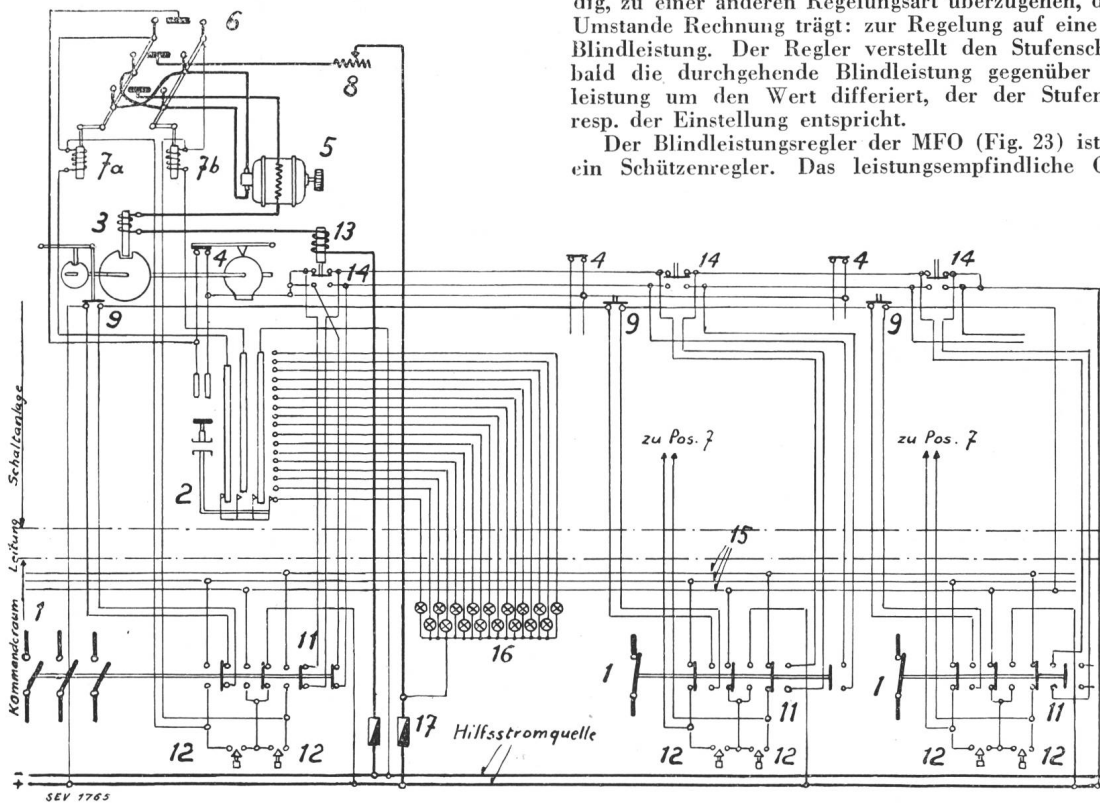 dig, zu einer anderen Regelungsart überzugehen, d
Umstande Rechnung trägt: zur Regelung auf eine
Blindleistung. Der Regler verstellt den Stufensch
bald die durchgehende Blindleistung gegenüber
leistung um den Wert differiert, der der Stufen
resp. der Einstellung entspricht.
Der Blindleistungsregler der MFO (Fig. 23) ist
ein Schützenregler. Das leistungsempfindliche O
6
8
7a
7b
5
3
13
4
14
4
14
4
14
9
9
9
Schaltanlage
2
zu Pos. 7
zu Pos. 7
Leitung
15
Kommandoraum
1
11
16
1
11
1
11
12
12
17
Hilfsstromquelle
12
12
12
12
+
-
SEV 1765